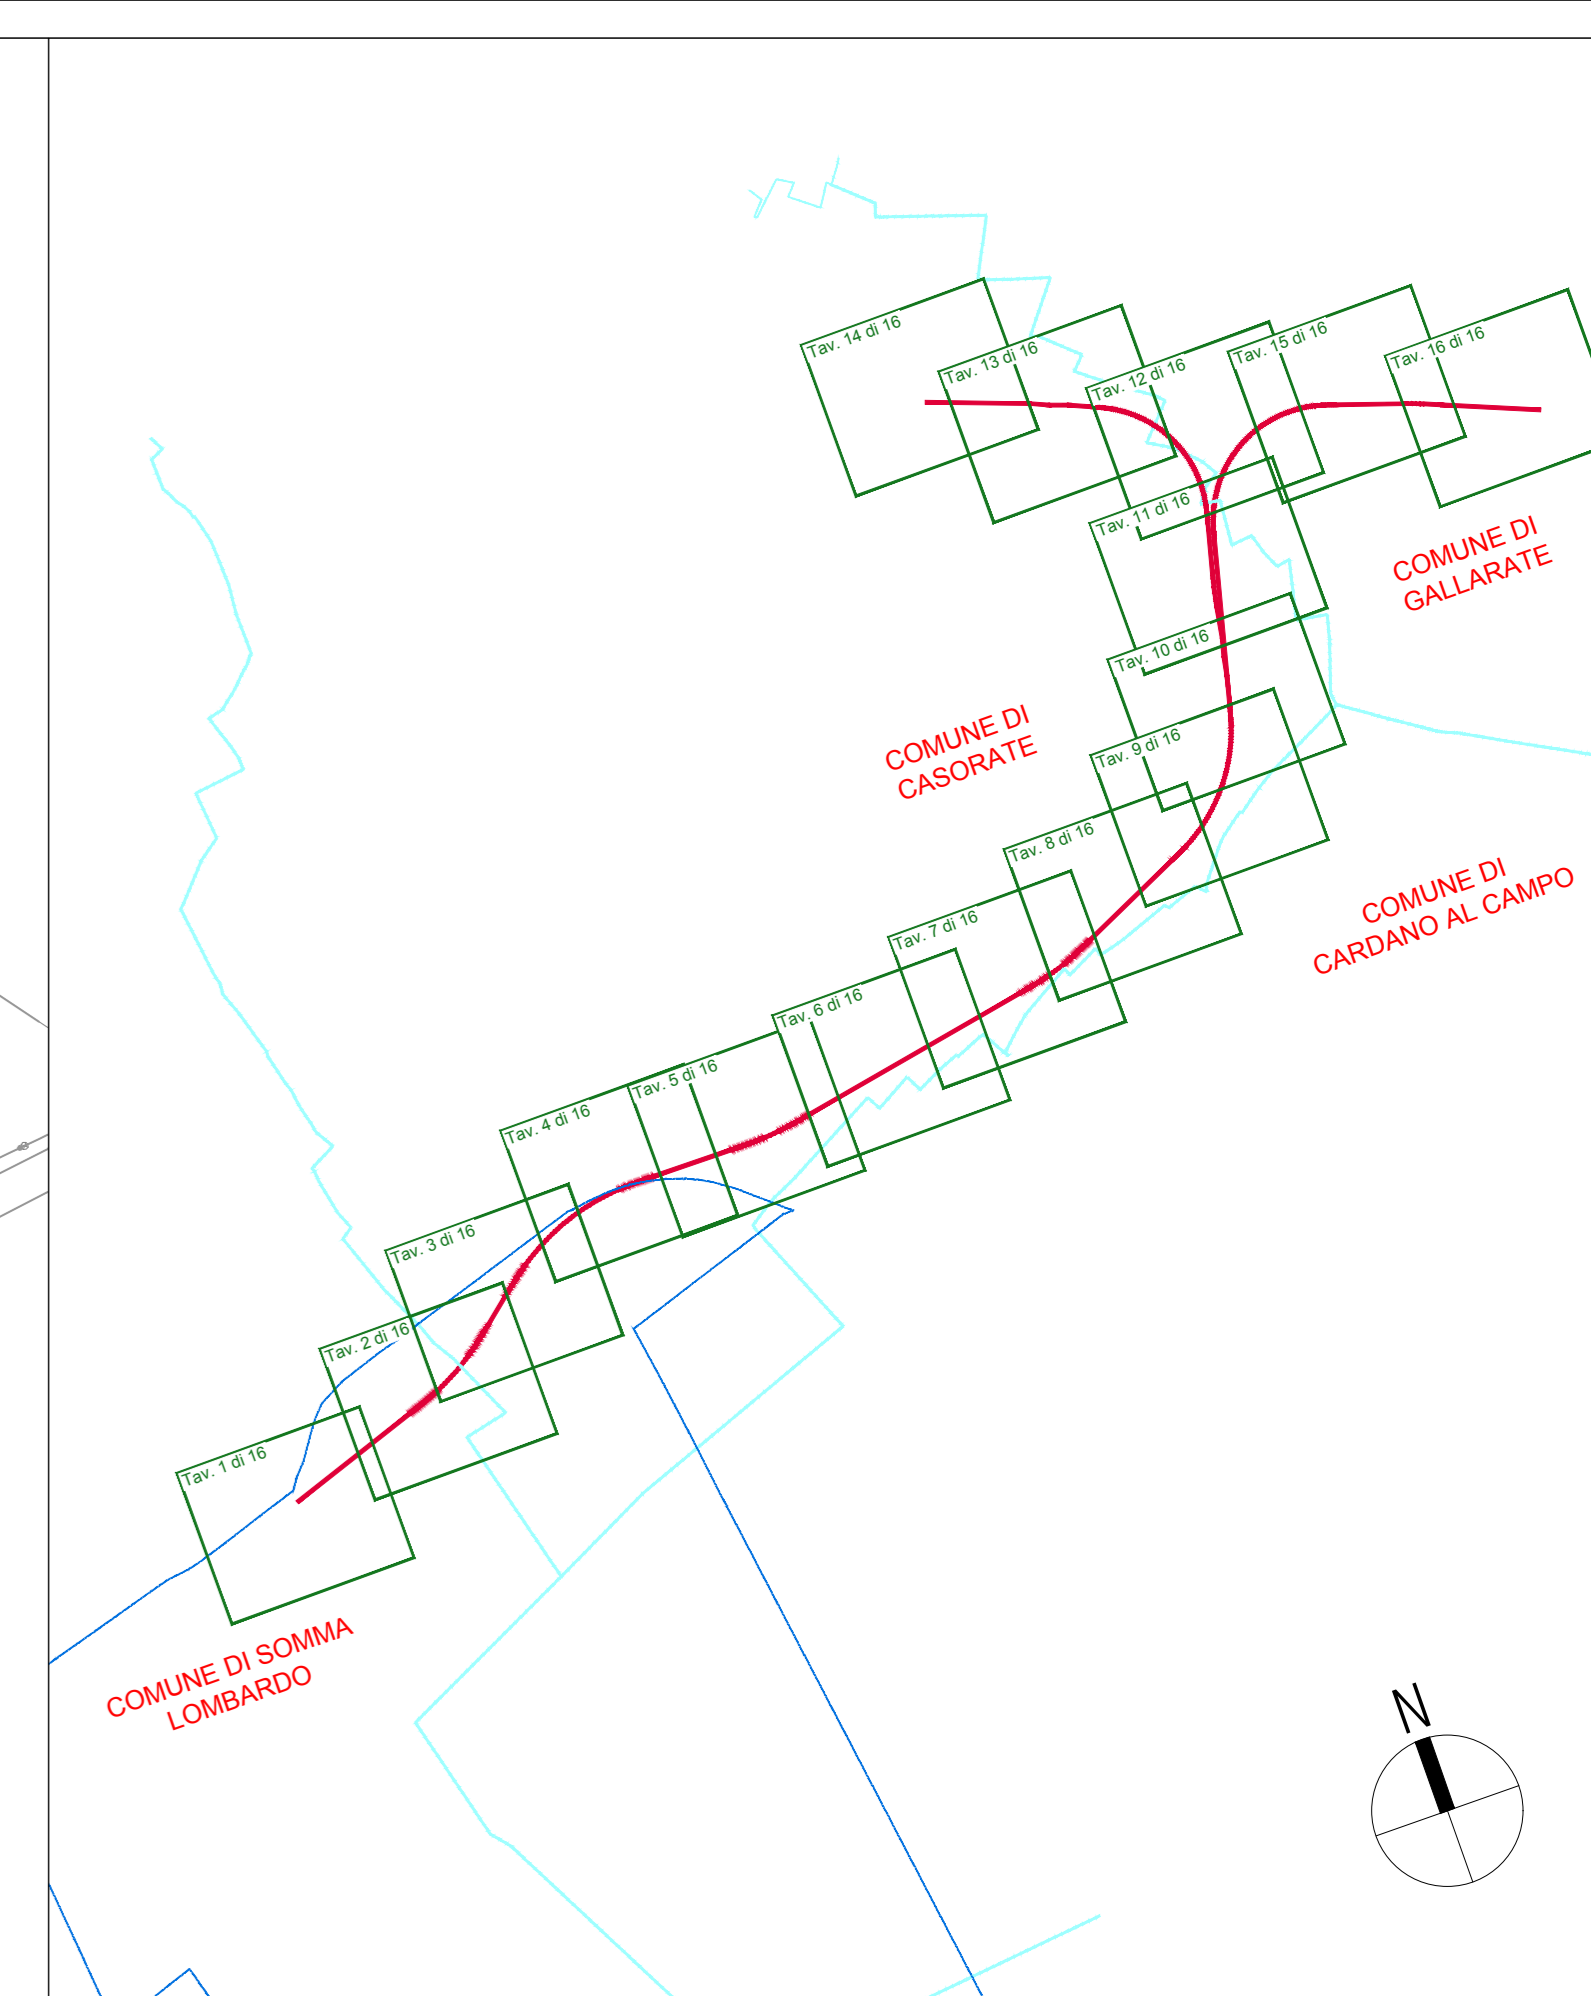 Tav. 14 di 16
Tav. 13 di 16
Tav. 12 di 16
Tav. 15 di 16
Tav. 16 di 16
Tav. 11 di 16
COMUNE DI
GALLARATE
Tav. 10 di 16
COMUNE DI
CASORATE
Tav. 9 di 16
Tav. 8 di 16
COMUNE DI
CARDANO AL CAMPO
Tav. 7 di 16
Tav. 6 di 16
Tav. 5 di 16
Tav. 4 di 16
Tav. 3 di 16
Tav. 2 di 16
Tav. 1 di 16
COMUNE DI SOMMA
LOMBARDO
N